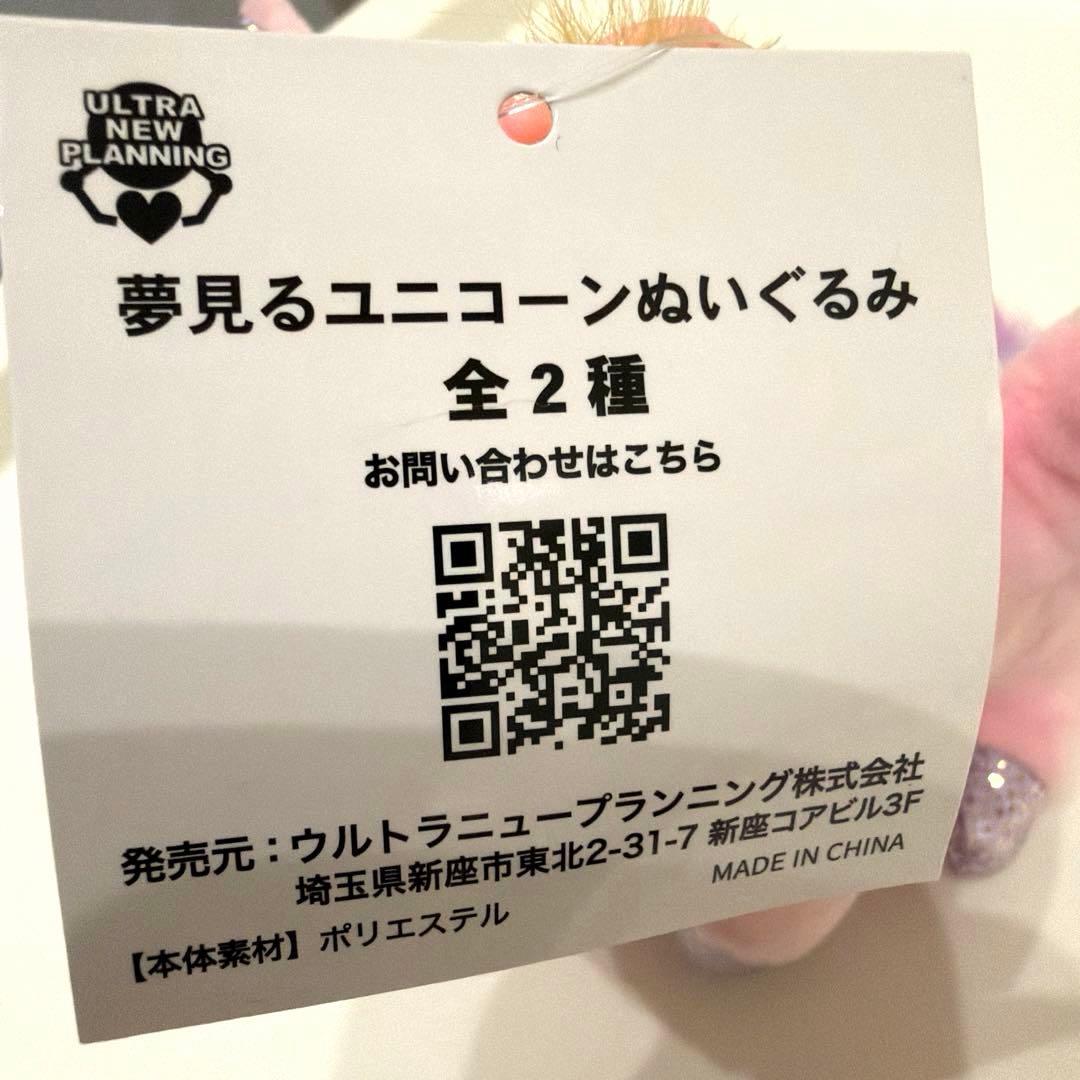 ULTRA
NEW
PLANNING
夢見るユニコーンぬいぐるみ
全2種
お問い合わせはこちら
発売元：ウルトラニュープランニング株式会社
埼玉県新座市東北2-31-7 新座コアビル3F
MADE IN CHINA
【本体素材】ポリエステル